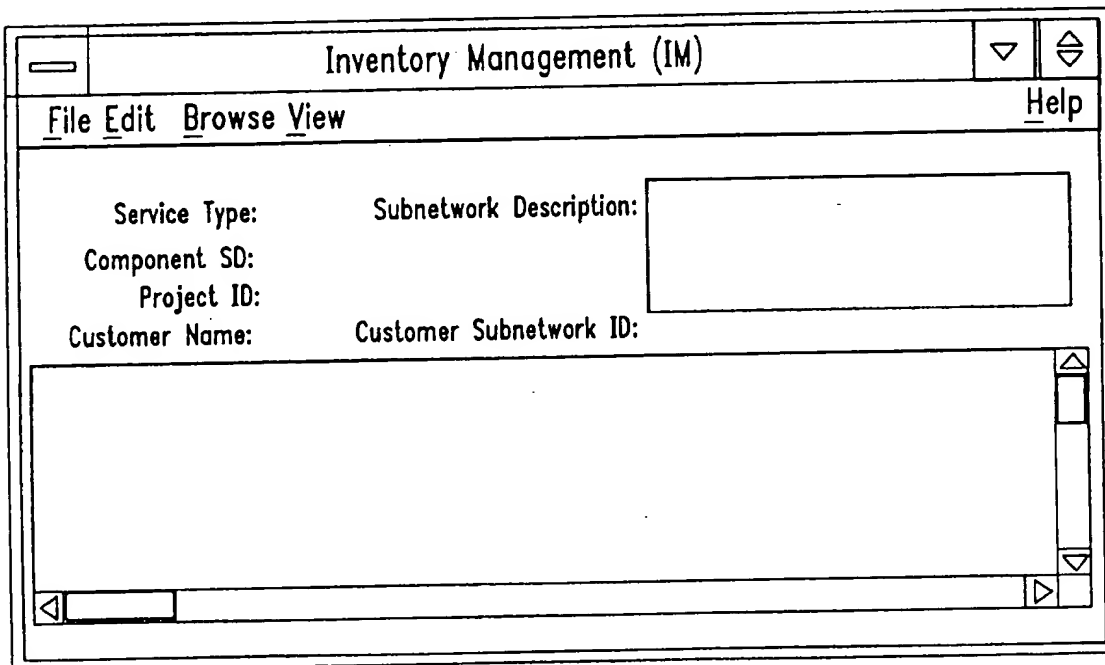 Inventory Management (IM)
File Edit Browse View Help
Service Type: Subnetwork Description:
Component SD:
Project ID:
Customer Name: Customer Subnetwork ID: